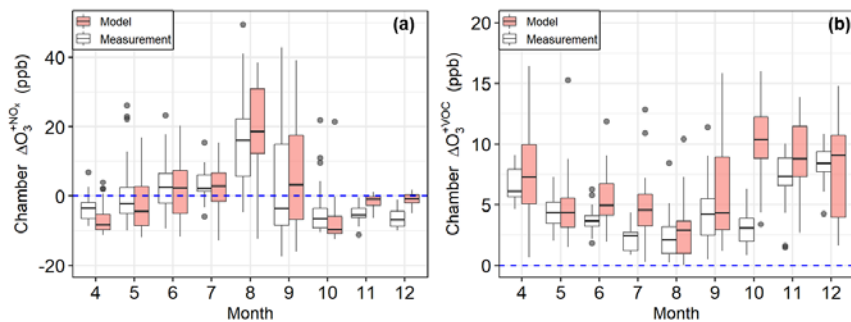 Model
Measurement
(a)
Chamber ΔO₃⁺ᴺᴼˣ (ppb)
40
20
0
-20
4 5 6 7 8 9 10 11 12
Month
Model
Measurement
(b)
Chamber ΔO₃⁺ⱽᴼᶜ (ppb)
20
15
10
5
0
4 5 6 7 8 9 10 11 12
Month